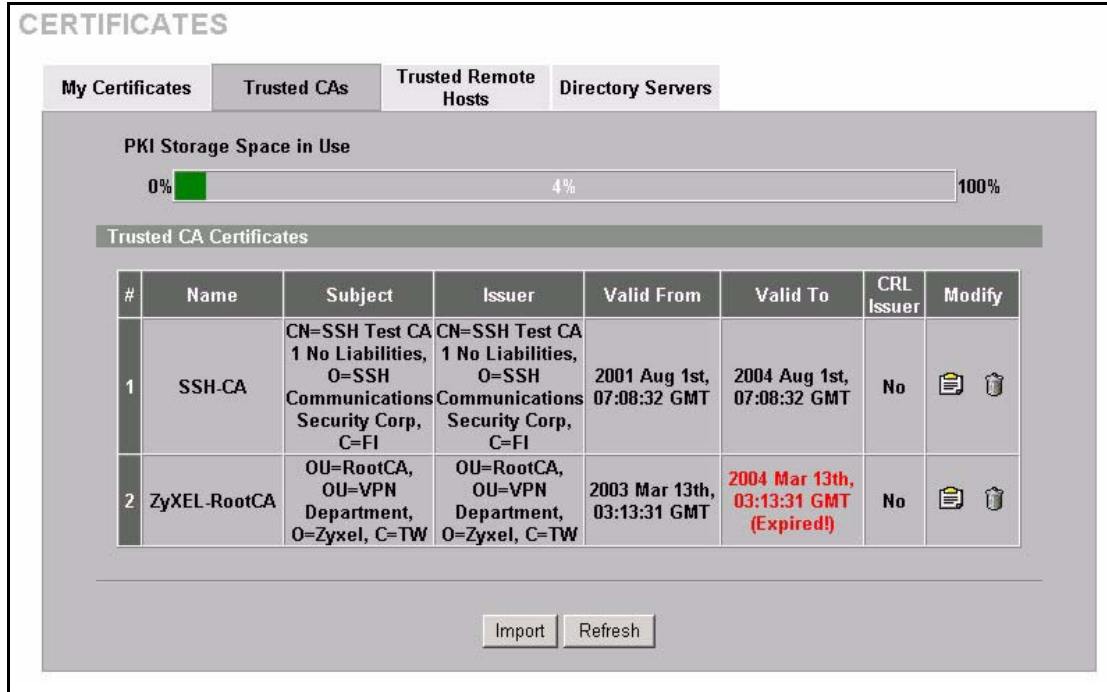 CERTIFICATES
My Certificates
Trusted CAs
Trusted Remote
Hosts
Directory Servers
PKI Storage Space in Use
0%
4%
100%
Trusted CA Certificates
#
Name
Subject
Issuer
Valid From
Valid To
CRL
Issuer
Modify
1
SSH-CA
CN=SSH Test CA
1 No Liabilities,
O=SSH
Communications
Security Corp,
C=FI
CN=SSH Test CA
1 No Liabilities,
O=SSH
Communications
Security Corp,
C=FI
2001 Aug 1st,
07:08:32 GMT
2004 Aug 1st,
07:08:32 GMT
No
2
ZyXEL-RootCA
OU=RootCA,
OU=VPN
Department,
O=Zyxel, C=TW
OU=RootCA,
OU=VPN
Department,
O=Zyxel, C=TW
2003 Mar 13th,
03:13:31 GMT
2004 Mar 13th,
03:13:31 GMT
(Expired!)
No
Import
Refresh